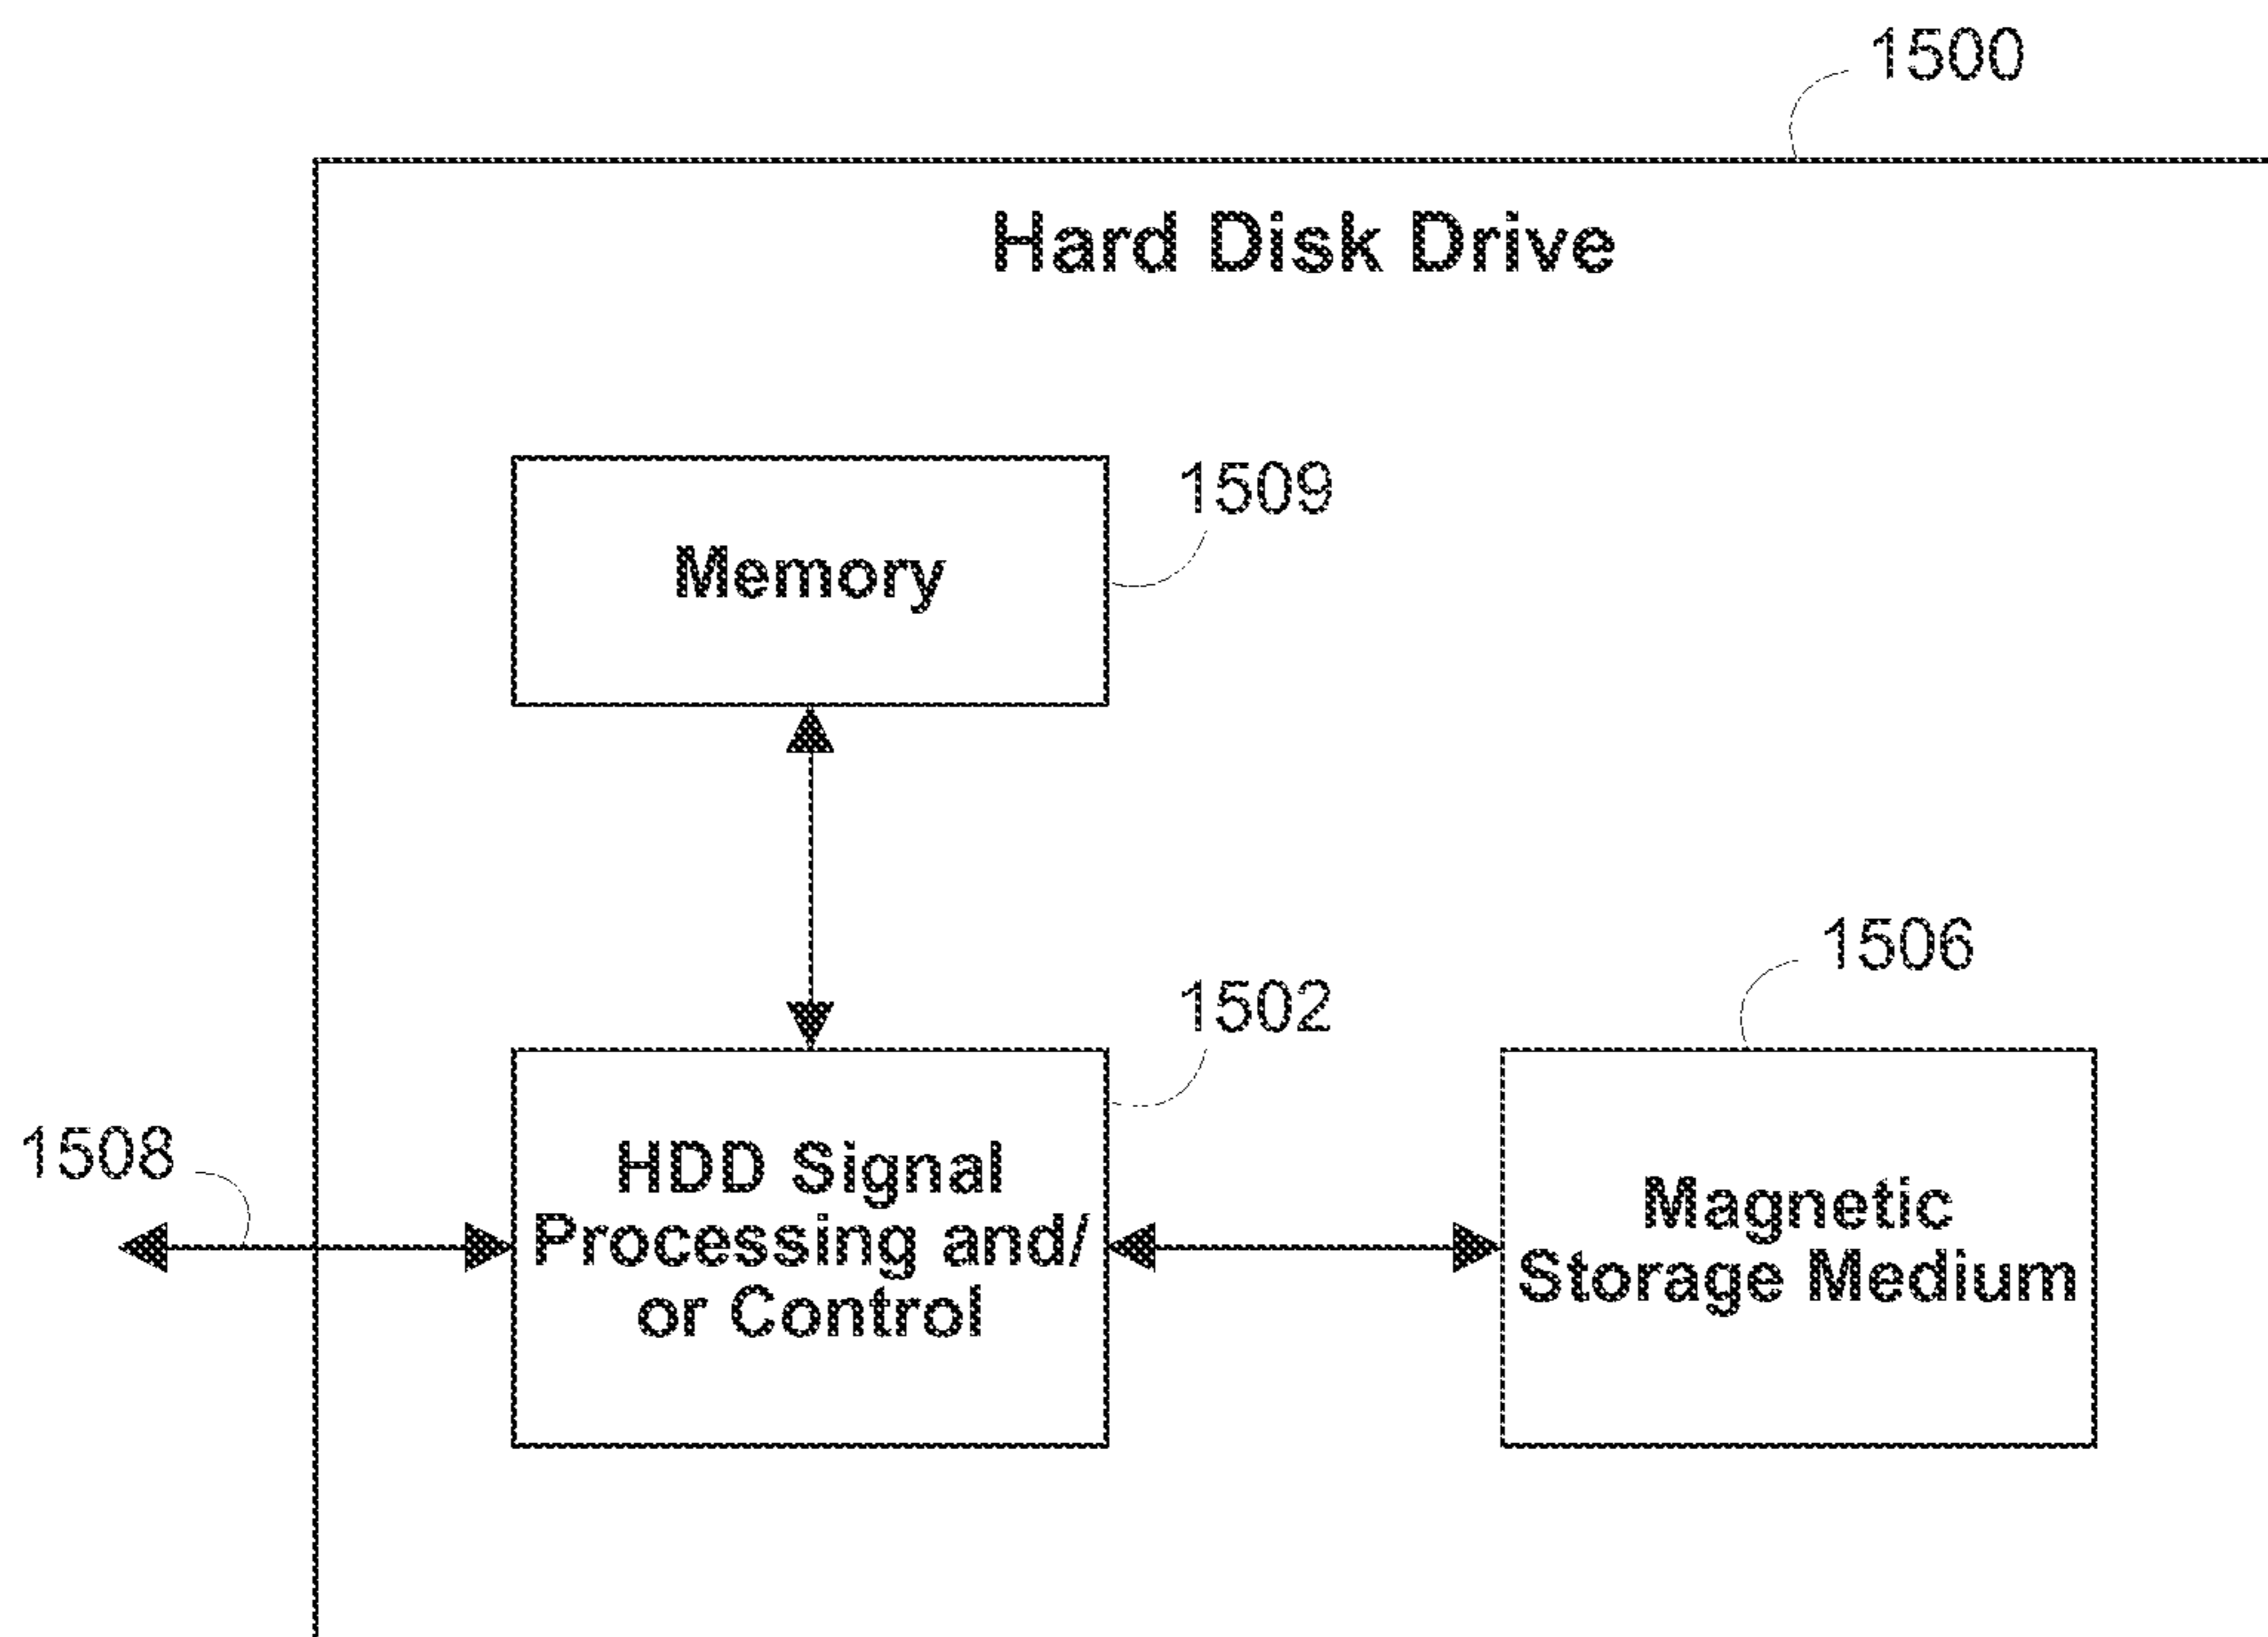 1500
Hard Disk Drive
1509
Memory
1506
1502
1508
HDD Signal
Processing and/
or Control
Magnetic
Storage Medium